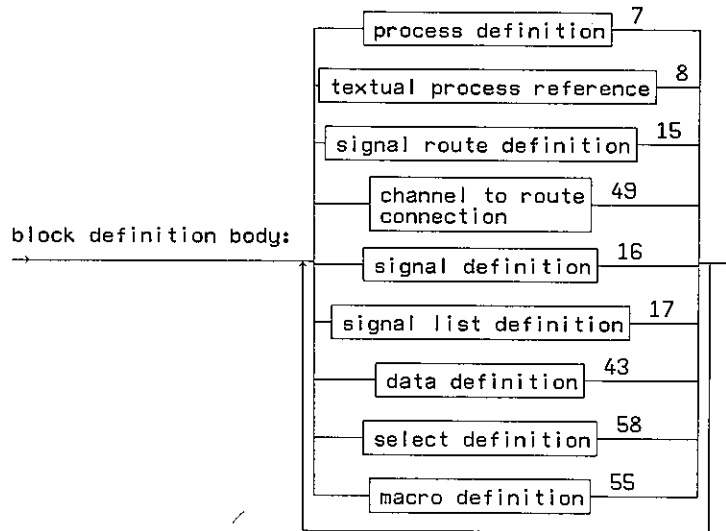 process definition 7
textual process reference 8
signal route definition 15
channel to route 49
connection
block definition body:
signal definition 16
signal list definition 17
data definition 43
select definition 58
macro definition 55